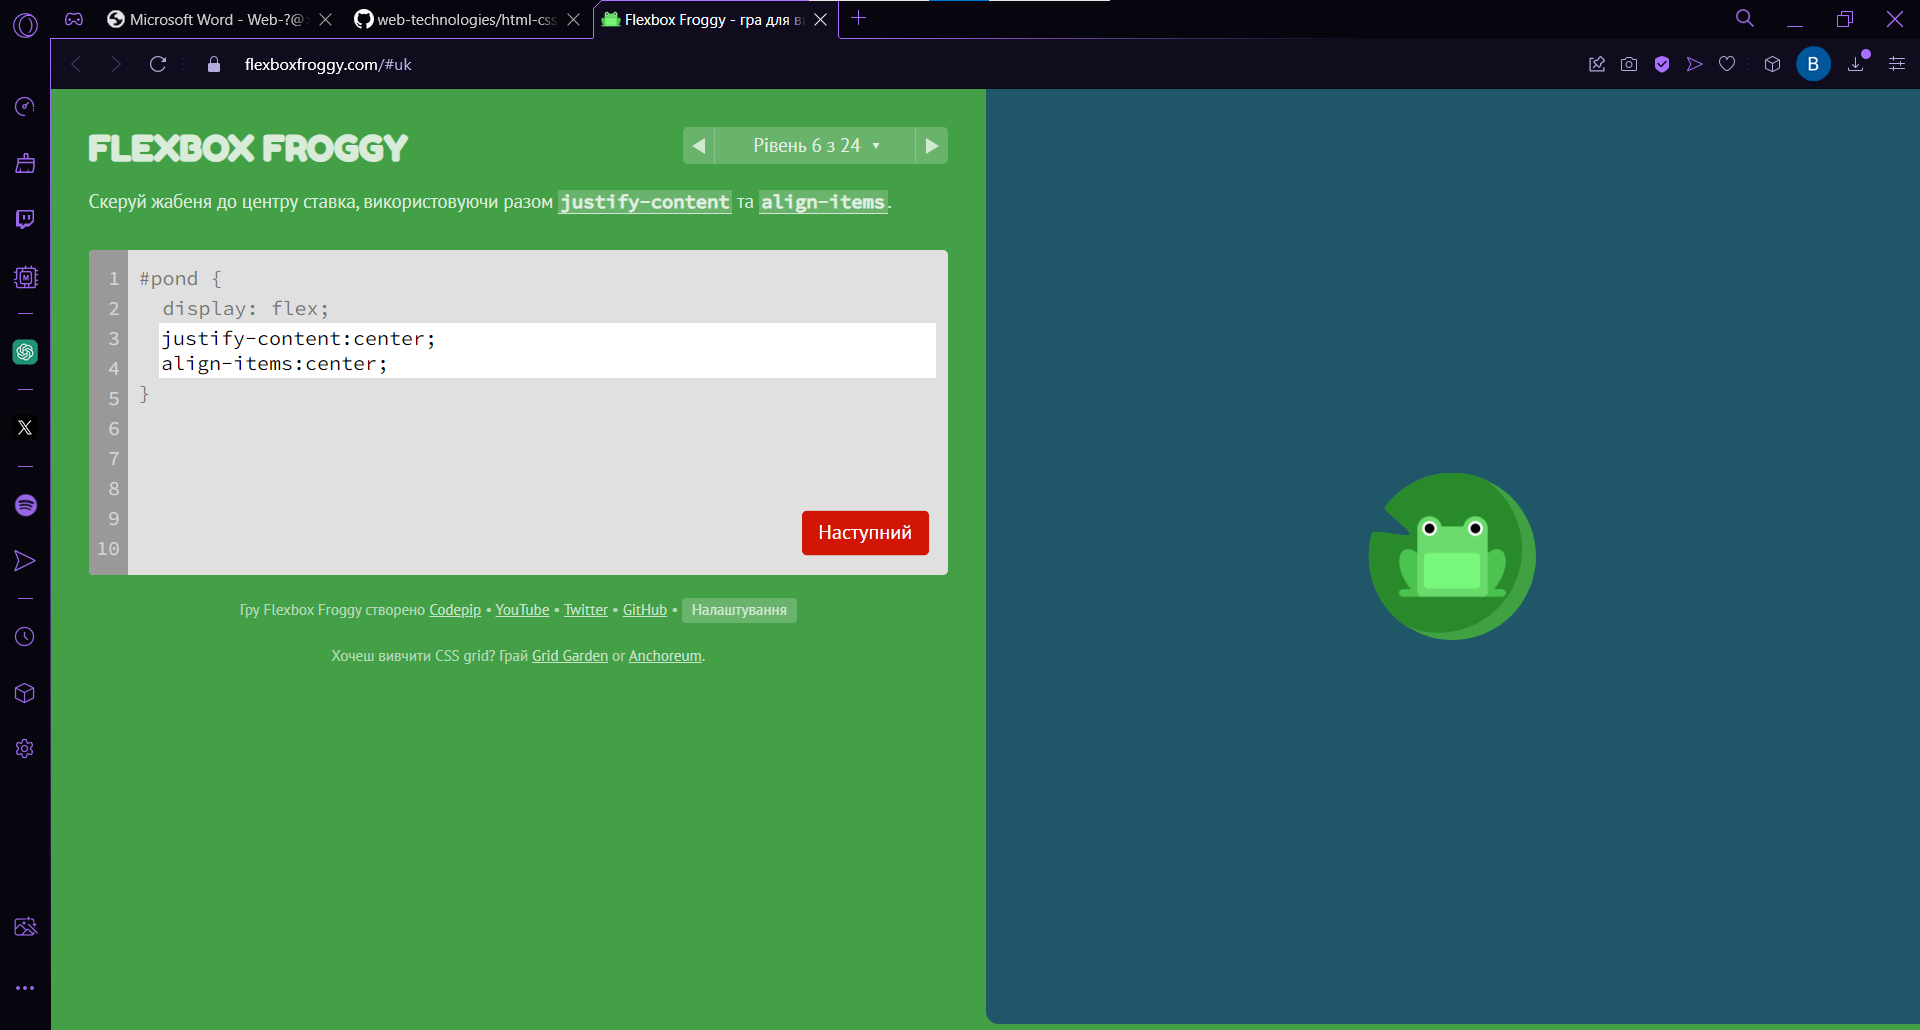 Microsoft Word - Web-?@
web-technologies/html-css
Flexbox Froggy - гра для в
flexboxfroggy.com/#uk
B
FLEXBOX FROGGY
◀ Рівень 6 з 24 ▼ ▶
Скеруй жабеня до центру ставка, використовуючи разом justify-content та align-items.
1 #pond {
2 display: flex;
3 justify-content:center;
4 align-items:center;
5 }
6
7
8
9
10
Наступний
Гру Flexbox Froggy створено Codepip • YouTube • Twitter • GitHub • Налаштування
Хочеш вивчити CSS grid? Грай Grid Garden or Anchoreum.